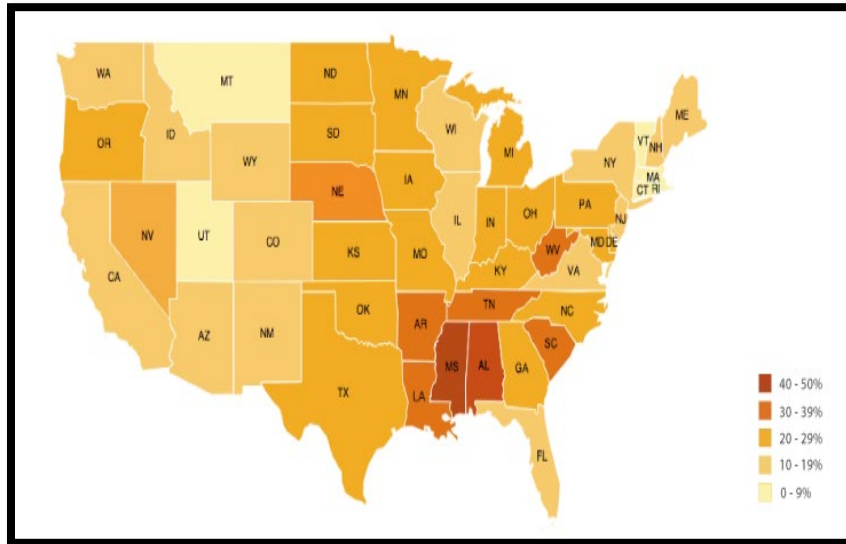 WA
MT
ND
MN
OR
ID
WY
SD
WI
MI
ME
VT
NH
NY
MA
CT RI
NE
IA
PA
NJ
NV
UT
CO
IL
IN
OH
MD DE
CA
KS
MO
WV
VA
KY
AZ
NM
OK
AR
TN
NC
SC
TX
LA
MS
AL
GA
FL
40 - 50%
30 - 39%
20 - 29%
10 - 19%
0 - 9%